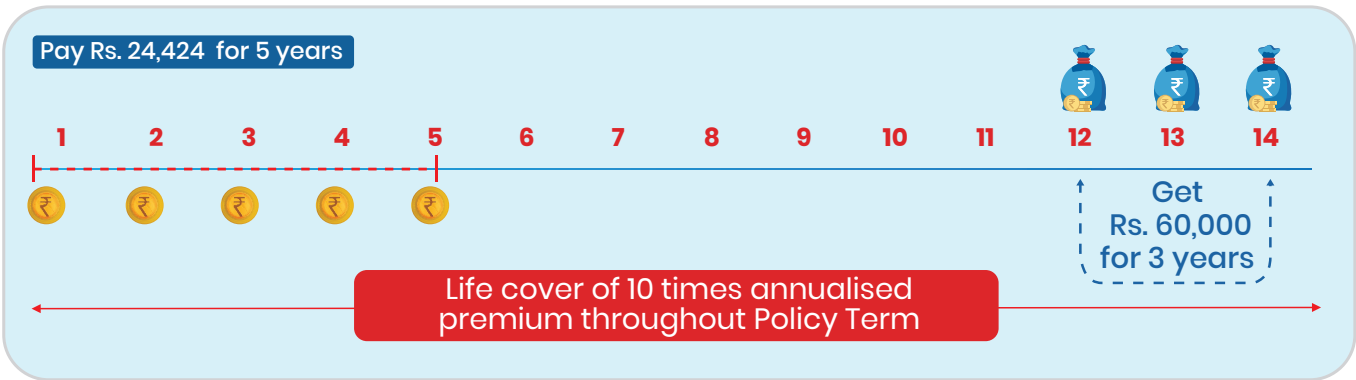 Pay Rs. 24,424 for 5 years
₹ ₹ ₹
1 2 3 4 5 6 7 8 9 10 11 12 13 14
₹ ₹ ₹ ₹ ₹
Get
Rs. 60,000
for 3 years
Life cover of 10 times annualised
premium throughout Policy Term